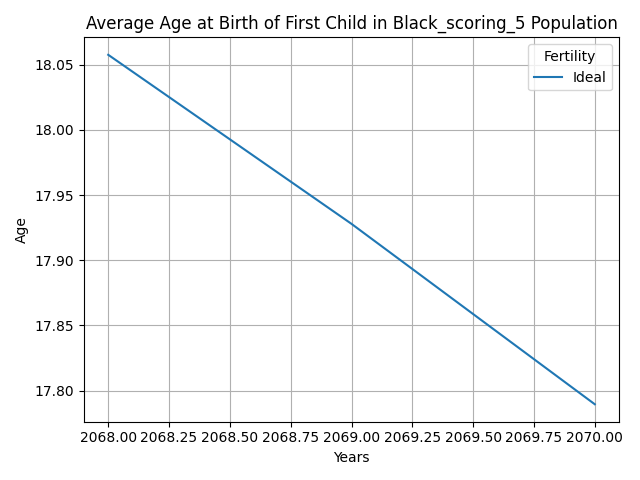 Average Age at Birth of First Child in Black_scoring_5 Population
Fertility
Ideal
18.05
18.00
17.95
17.90
17.85
17.80
Age
2068.00 2068.25 2068.50 2068.75 2069.00 2069.25 2069.50 2069.75 2070.00
Years